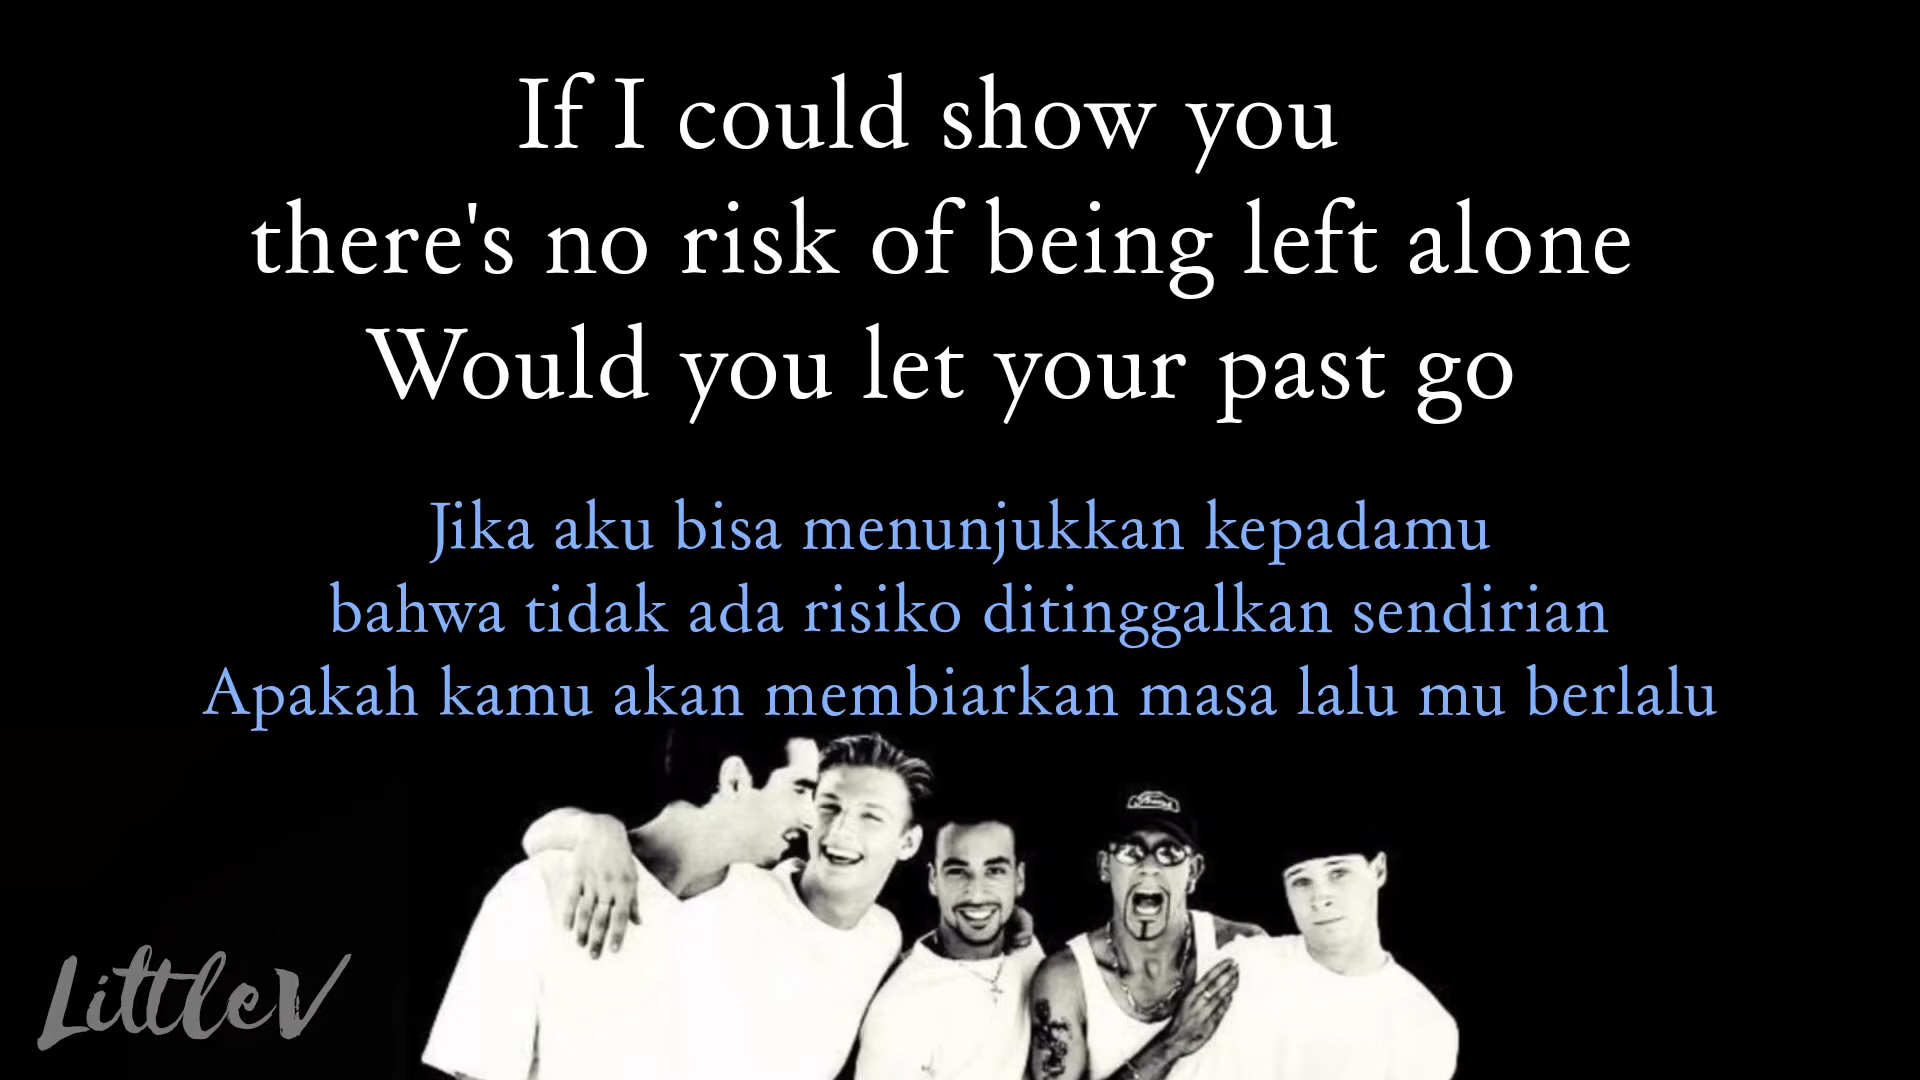 If I could show you
there's no risk of being left alone
Would you let your past go
Jika aku bisa menunjukkan kepadamu
bahwa tidak ada risiko ditinggalkan sendirian
Apakah kamu akan membiarkan masa lalu mu berlalu
LittleV